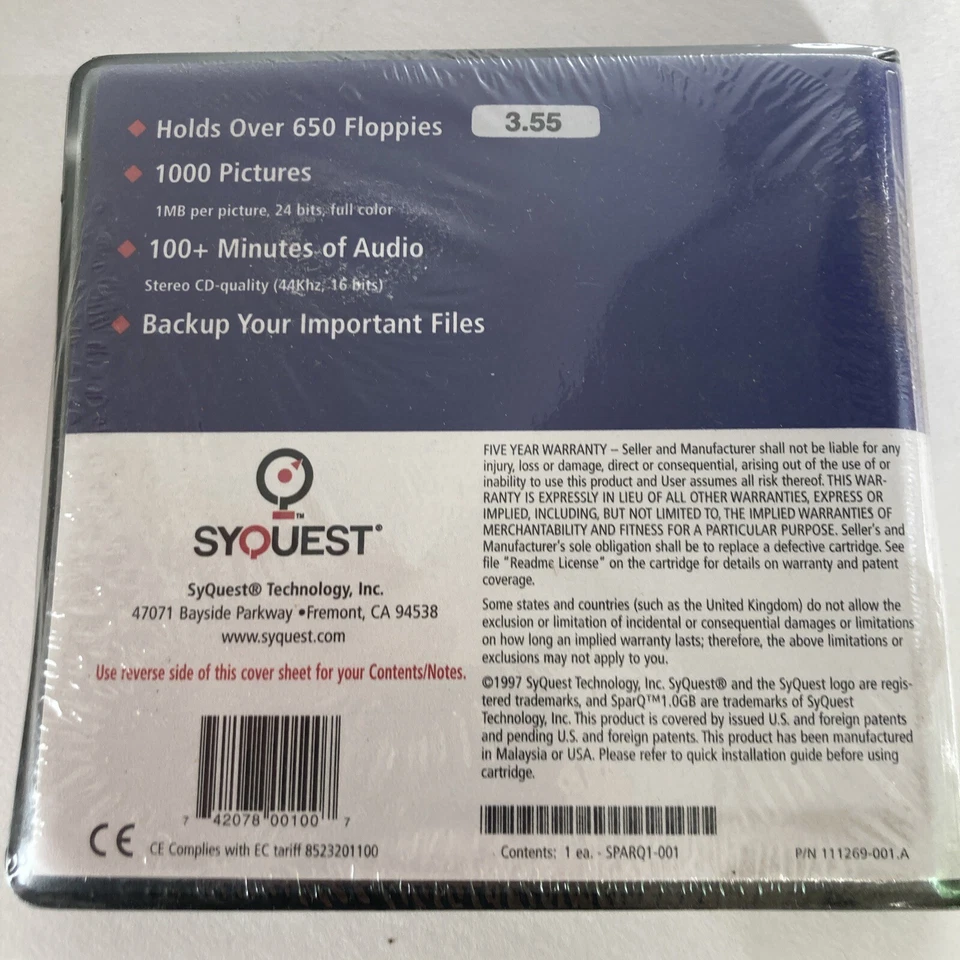 ◆ Holds Over 650 Floppies 3.55
◆ 1000 Pictures
1MB per picture, 24 bits, full color
◆ 100+ Minutes of Audio
Stereo CD-quality (44Khz, 16 bits)
◆ Backup Your Important Files
™
SYQUEST®
SyQuest® Technology, Inc.
47071 Bayside Parkway •Fremont, CA 94538
www.syquest.com
Use reverse side of this cover sheet for your Contents/Notes.
7 42078 00100 7
CE CE Complies with EC tariff 8523201100
FIVE YEAR WARRANTY – Seller and Manufacturer shall not be liable for any
injury, loss or damage, direct or consequential, arising out of the use of or
inability to use this product and User assumes all risk thereof. THIS WAR-
RANTY IS EXPRESSLY IN LIEU OF ALL OTHER WARRANTIES, EXPRESS OR
IMPLIED, INCLUDING, BUT NOT LIMITED TO, THE IMPLIED WARRANTIES OF
MERCHANTABILITY AND FITNESS FOR A PARTICULAR PURPOSE. Seller's and
Manufacturer's sole obligation shall be to replace a defective cartridge. See
file "Readme License" on the cartridge for details on warranty and patent
coverage.
Some states and countries (such as the United Kingdom) do not allow the
exclusion or limitation of incidental or consequential damages or limitations
on how long an implied warranty lasts; therefore, the above limitations or
exclusions may not apply to you.
©1997 SyQuest Technology, Inc. SyQuest® and the SyQuest logo are regis-
tered trademarks, and SparQ™1.0GB are trademarks of SyQuest
Technology, Inc. This product is covered by issued U.S. and foreign patents
and pending U.S. and foreign patents. This product has been manufactured
in Malaysia or USA. Please refer to quick installation guide before using
cartridge.
Contents: 1 ea. - SPARQ1-001 P/N 111269-001.A